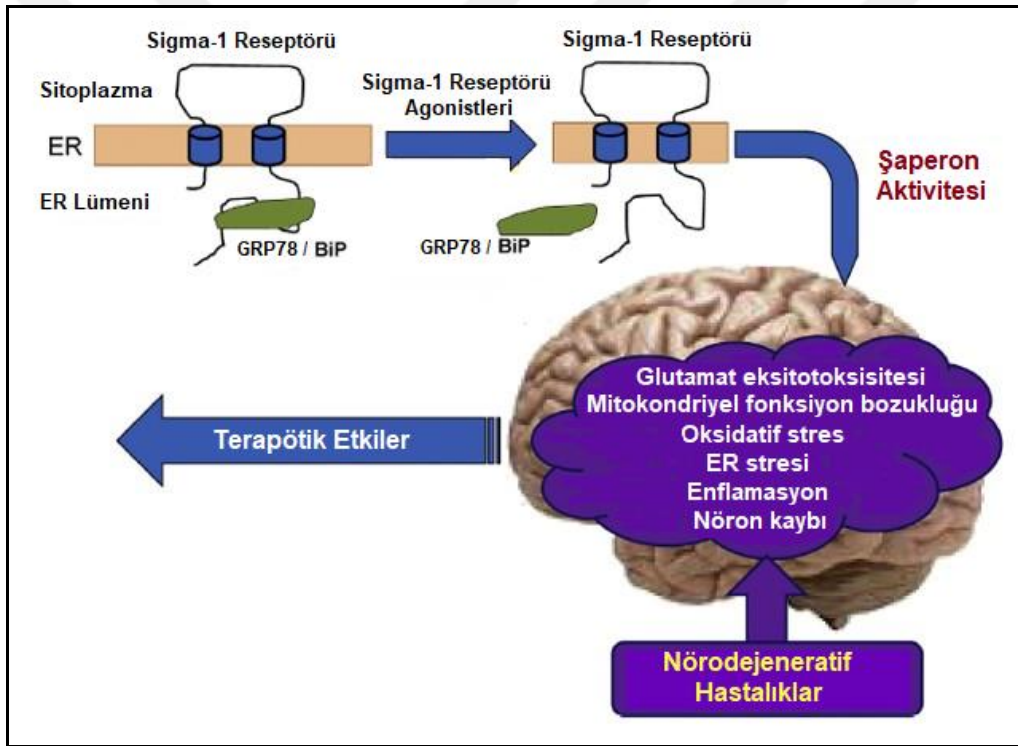 Sigma-1 Reseptörü
Sigma-1 Reseptörü
Sitoplazma
Sigma-1 Reseptörü
Agonistleri
ER
Şaperon
Aktivitesi
ER Lümeni
GRP78 / BiP
GRP78 / BiP
Glutamat eksitotoksisitesi
Mitokondriyel fonksiyon bozukluğu
Oksidatif stres
ER stresi
Enflamasyon
Nöron kaybı
Terapötik Etkiler
Nörodejeneratif
Hastalıklar